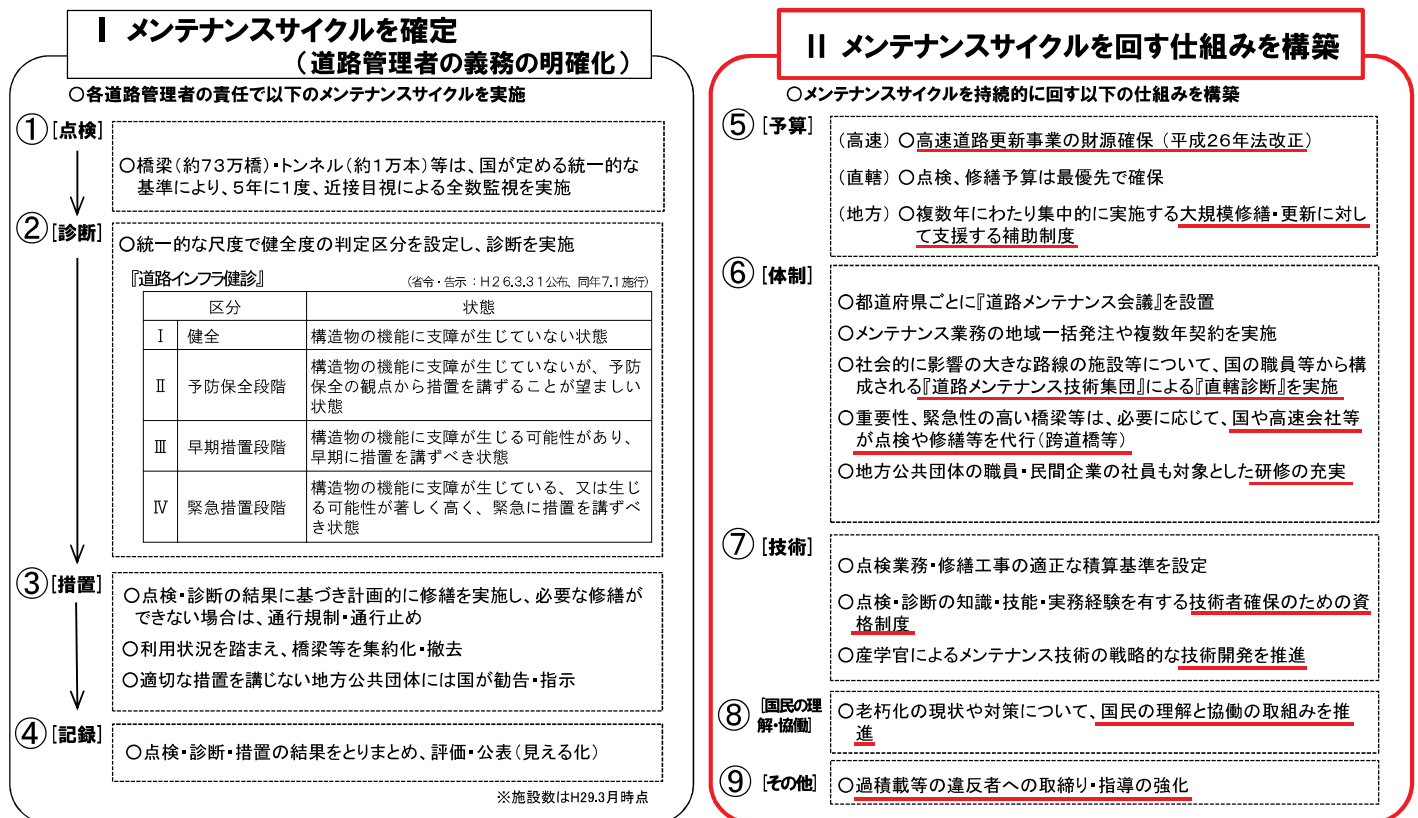 Ⅰ メンテナンスサイクルを確定
(道路管理者の義務の明確化)
○各道路管理者の責任で以下のメンテナンスサイクルを実施
①[点検]
○橋梁(約73万橋)・トンネル(約1万本)等は、国が定める統一的な
基準により、5年に1度、近接目視による全数監視を実施
②[診断]
○統一的な尺度で健全度の判定区分を設定し、診断を実施
『道路インフラ健診』
(省令・告示:H26.3.31公布、同年7.1施行)
区分 状態
Ⅰ 健全 構造物の機能に支障が生じていない状態
Ⅱ 予防保全段階 構造物の機能に支障が生じていないが、予防
保全の観点から措置を講ずることが望ましい
状態
Ⅲ 早期措置段階 構造物の機能に支障が生じる可能性があり、
早期に措置を講ずべき状態
Ⅳ 緊急措置段階 構造物の機能に支障が生じている、又は生じ
る可能性が著しく高く、緊急に措置を講ずべ
き状態
③[措置]
○点検・診断の結果に基づき計画的に修繕を実施し、必要な修繕が
できない場合は、通行規制・通行止め
○利用状況を踏まえ、橋梁等を集約化・撤去
○適切な措置を講じない地方公共団体には国が勧告・指示
④[記録]
○点検・診断・措置の結果をとりまとめ、評価・公表(見える化)
※施設数はH29.3月時点
Ⅱ メンテナンスサイクルを回す仕組みを構築
○メンテナンスサイクルを持続的に回す以下の仕組みを構築
⑤[予算]
(高速)○高速道路更新事業の財源確保(平成26年法改正)
(直轄)○点検、修繕予算は最優先で確保
(地方)○複数年にわたり集中的に実施する大規模修繕・更新に対し
て支援する補助制度
⑥[体制]
○都道府県ごとに『道路メンテナンス会議』を設置
○メンテナンス業務の地域一括発注や複数年契約を実施
○社会的に影響の大きな路線の施設等について、国の職員等から構
成される『道路メンテナンス技術集団』による『直轄診断』を実施
○重要性、緊急性の高い橋梁等は、必要に応じて、国や高速会社等
が点検や修繕等を代行(跨道橋等)
○地方公共団体の職員・民間企業の社員も対象とした研修の充実
⑦[技術]
○点検業務・修繕工事の適正な積算基準を設定
○点検・診断の知識・技能・実務経験を有する技術者確保のための資
格制度
○産学官によるメンテナンス技術の戦略的な技術開発を推進
⑧[国民の理
解・協働]
○老朽化の現状や対策について、国民の理解と協働の取組みを推
進
⑨[その他]
○過積載等の違反者への取締り・指導の強化